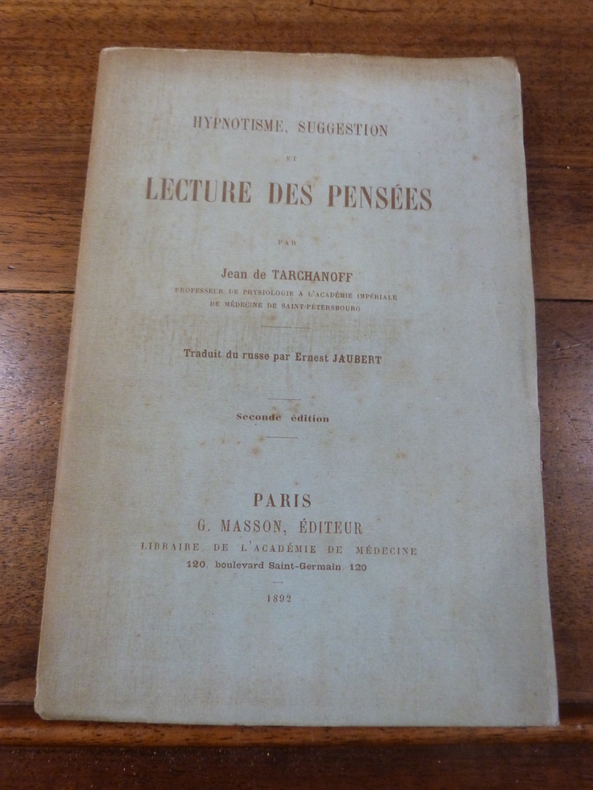 HYPNOTISME, SUGGESTION
ET
LECTURE DES PENSÉES
PAR
Jean de TARCHANOFF
PROFESSEUR DE PHYSIOLOGIE A L'ACADÉMIE IMPÉRIALE
DE MÉDECINE DE SAINT-PÉTERSBOURG
Traduit du russe par Ernest JAUBERT
Seconde édition
PARIS
G. MASSON, ÉDITEUR
LIBRAIRE DE L'ACADÉMIE DE MÉDECINE
120, boulevard Saint-Germain, 120
1892